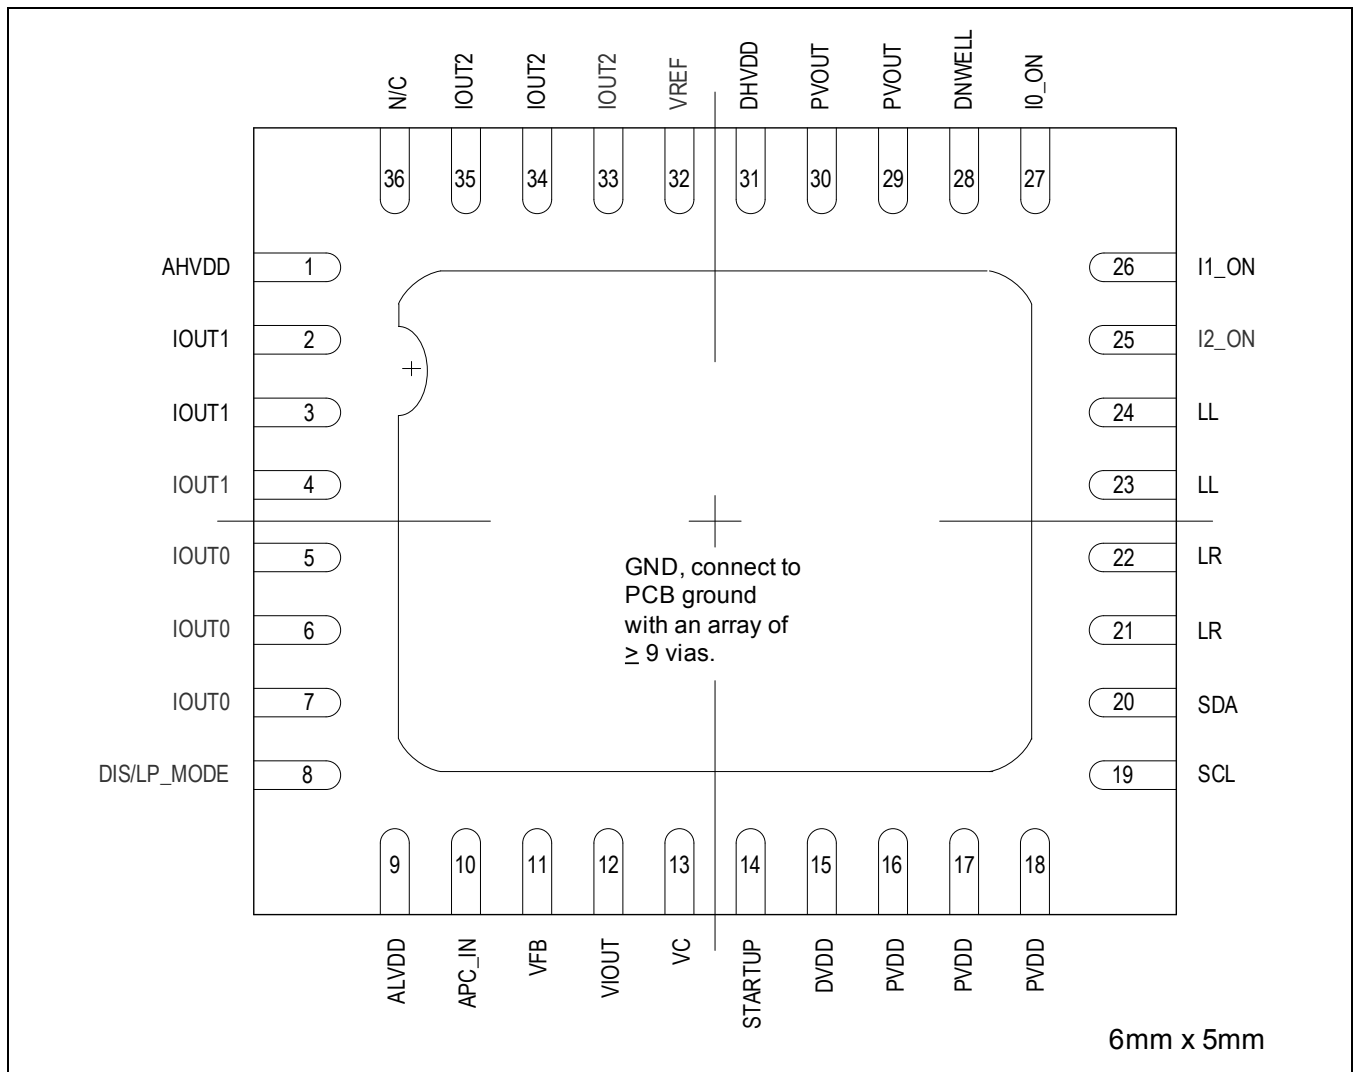 N/C
IOUT2
IOUT2
IOUT2
VREF
DHVDD
PVOUT
PVOUT
DNWELL
I0_ON
36
35
34
33
32
31
30
29
28
27
AHVDD 1
26 I1_ON
IOUT1 2
25 I2_ON
IOUT1 3
24 LL
IOUT1 4
23 LL
IOUT0 5
22 LR
IOUT0 6
21 LR
IOUT0 7
20 SDA
DIS/LP_MODE 8
19 SCL
GND, connect to
PCB ground
with an array of
≥ 9 vias.
9
10
11
12
13
14
15
16
17
18
ALVDD
APC_IN
VFB
VIOUT
VC
STARTUP
DVDD
PVDD
PVDD
PVDD
6mm x 5mm